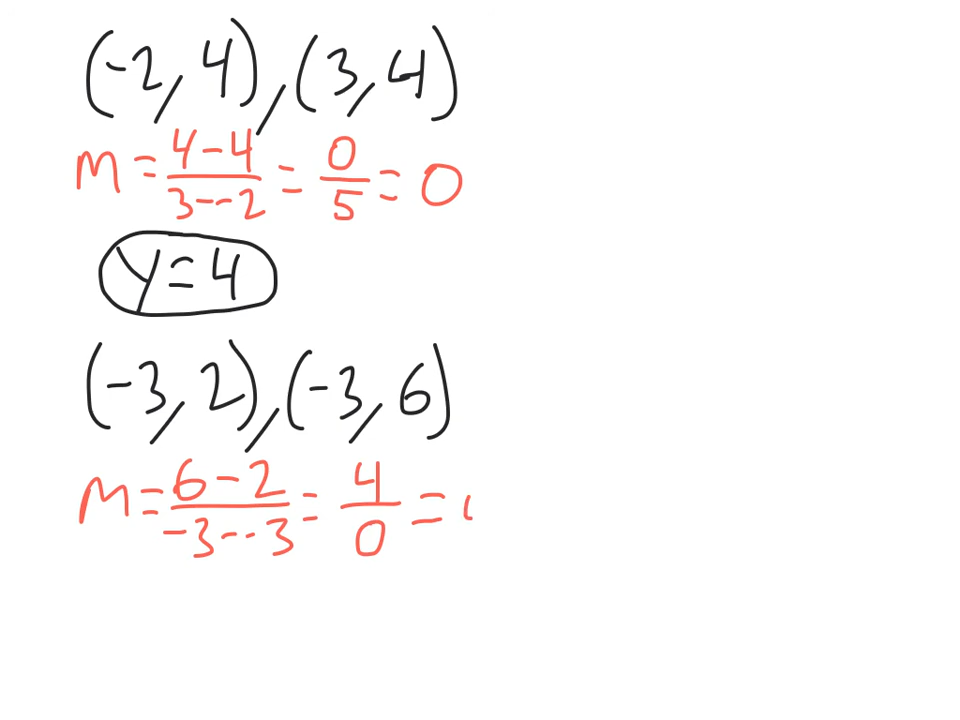 (-2, 4), (3, 4)
m = 4-4/3--2 = 0/5 = 0
y = 4
(-3, 2), (-3, 6)
m = 6-2/-3--3 = 4/0 =